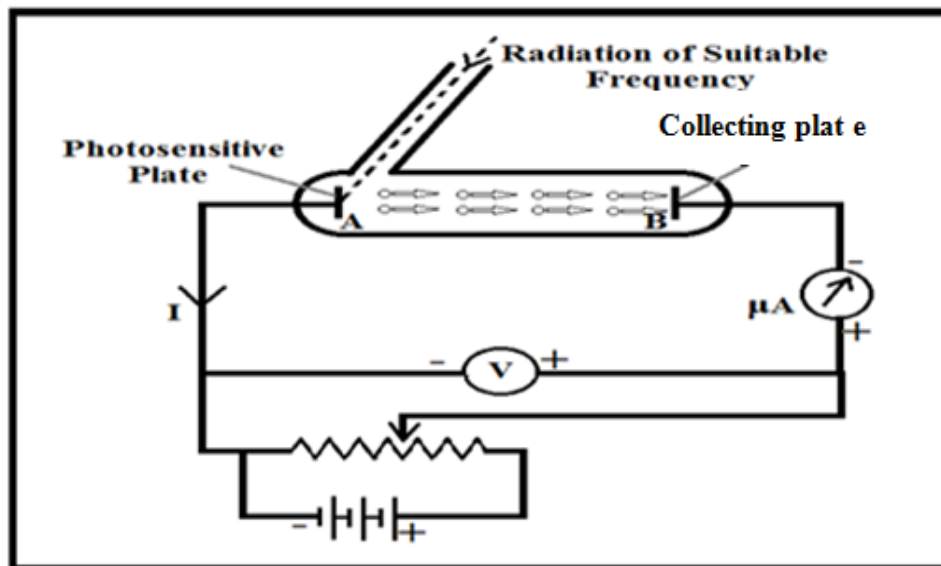 Radiation of Suitable
Frequency
Collecting plat e
Photosensitive
Plate
A
B
I
-
μA
+
-
V
+
-
+